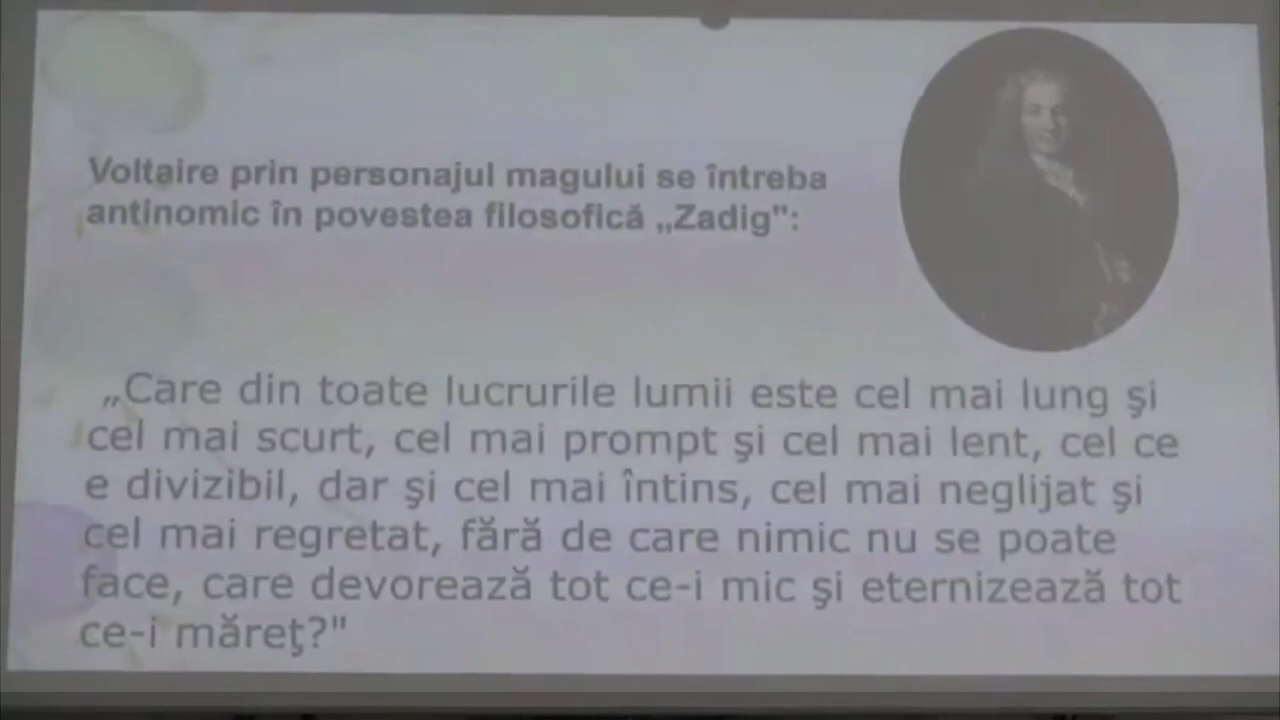 Voltaire prin personajul magului se întreba
antinomic în povestea filosofică „Zadig":
„Care din toate lucrurile lumii este cel mai lung şi
cel mai scurt, cel mai prompt şi cel mai lent, cel ce
e divizibil, dar şi cel mai întins, cel mai neglijat şi
cel mai regretat, fără de care nimic nu se poate
face, care devorează tot ce-i mic şi eternizează tot
ce-i măreţ?"